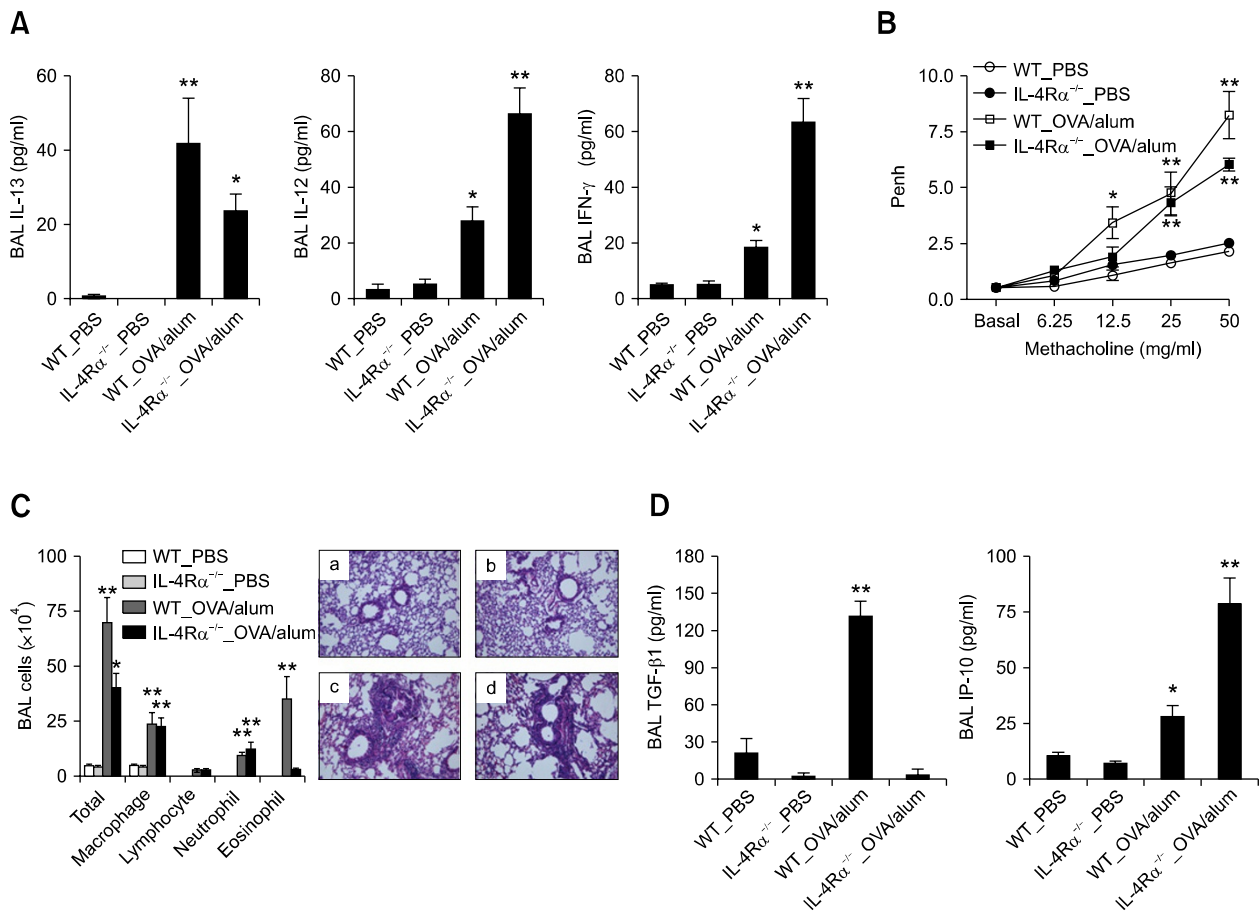 A
BAL IL-13 (pg/ml)
60
40
20
0
**
*
WT_PBS
IL-4Rα⁻/⁻_PBS
WT_OVA/alum
IL-4Rα⁻/⁻_OVA/alum
BAL IL-12 (pg/ml)
80
60
40
20
0
*
**
WT_PBS
IL-4Rα⁻/⁻_PBS
WT_OVA/alum
IL-4Rα⁻/⁻_OVA/alum
BAL IFN-γ (pg/ml)
80
60
40
20
0
*
**
WT_PBS
IL-4Rα⁻/⁻_PBS
WT_OVA/alum
IL-4Rα⁻/⁻_OVA/alum
B
WT_PBS
IL-4Rα⁻/⁻_PBS
WT_OVA/alum
IL-4Rα⁻/⁻_OVA/alum
Penh
10.0
7.5
5.0
2.5
0.0
*
**
**
**
**
Basal 6.25 12.5 25 50
Methacholine (mg/ml)
C
WT_PBS
IL-4Rα⁻/⁻_PBS
WT_OVA/alum
IL-4Rα⁻/⁻_OVA/alum
BAL cells (×10⁴)
100
75
50
25
0
**
*
**
**
**
**
**
Total
Macrophage
Lymphocyte
Neutrophil
Eosinophil
a
b
c
d
D
BAL TGF-β1 (pg/ml)
180
150
120
90
60
30
0
**
WT_PBS
IL-4Rα⁻/⁻_PBS
WT_OVA/alum
IL-4Rα⁻/⁻_OVA/alum
BAL IP-10 (pg/ml)
100
75
50
25
0
*
**
WT_PBS
IL-4Rα⁻/⁻_PBS
WT_OVA/alum
IL-4Rα⁻/⁻_OVA/alum